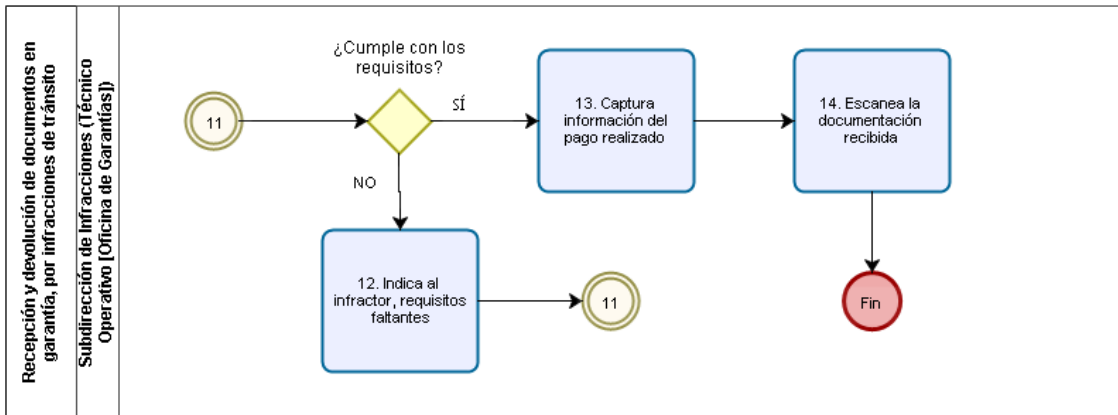 Recepción y devolución de documentos en
garantía, por infracciones de tránsito
Subdirección de Infracciones (Técnico
Operativo [Oficina de Garantías])
11
¿Cumple con los
requisitos?
SÍ
13. Captura
información del
pago realizado
14. Escanea la
documentación
recibida
NO
12. Indica al
infractor, requisitos
faltantes
11
Fin